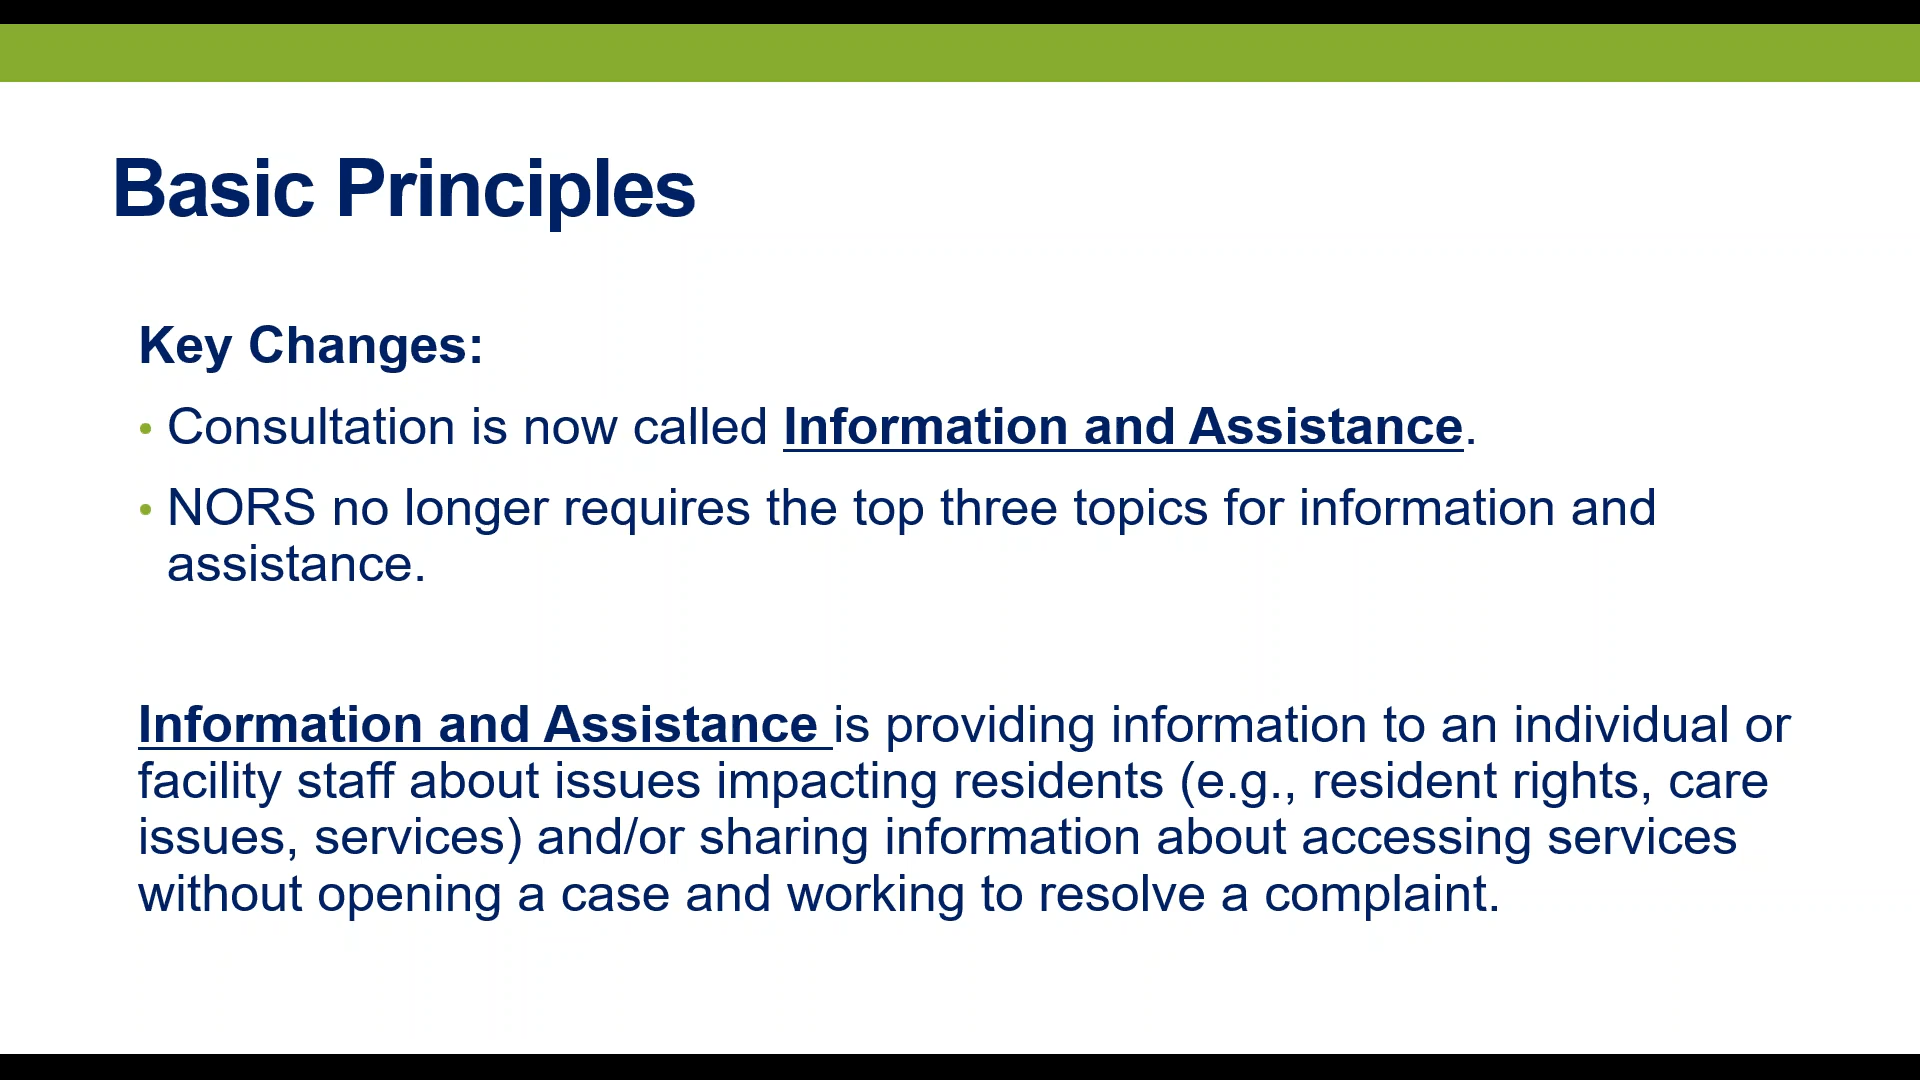 Basic Principles
Key Changes:
• Consultation is now called Information and Assistance.
• NORS no longer requires the top three topics for information and
assistance.
Information and Assistance is providing information to an individual or
facility staff about issues impacting residents (e.g., resident rights, care
issues, services) and/or sharing information about accessing services
without opening a case and working to resolve a complaint.